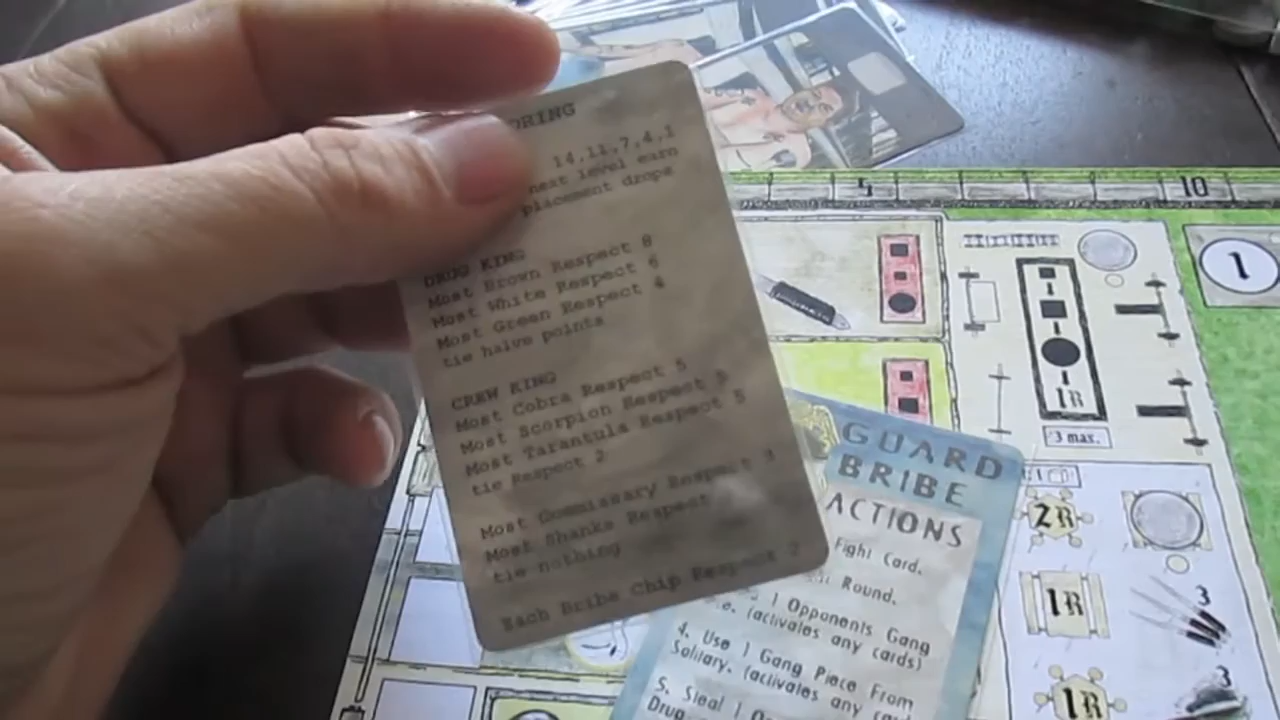 ORING
14,11,7,4,1
next level earn
placement drops
DRUG KING
Most Brown Respect 8
Most White Respect 6
Most Green Respect 4
tie halve points
CREW KING
Most Cobra Respect 5
Most Scorpion Respect 5
Most Tarantula Respect 5
tie Respect 2
Most Commissary Respect 4
Most Shanks Respect
tie nothing
Each Bribe Chip Respect 2
GUARD
BRIBE
ACTIONS
Fight Card.
Round.
1 Opponents Gang
(activates any cards)
4. Use 1 Gang Piece From
Solitary. (activates any
5. Steal 1
Drug
5
10
1
1R
3 max.
2R
1R
3
1R
3